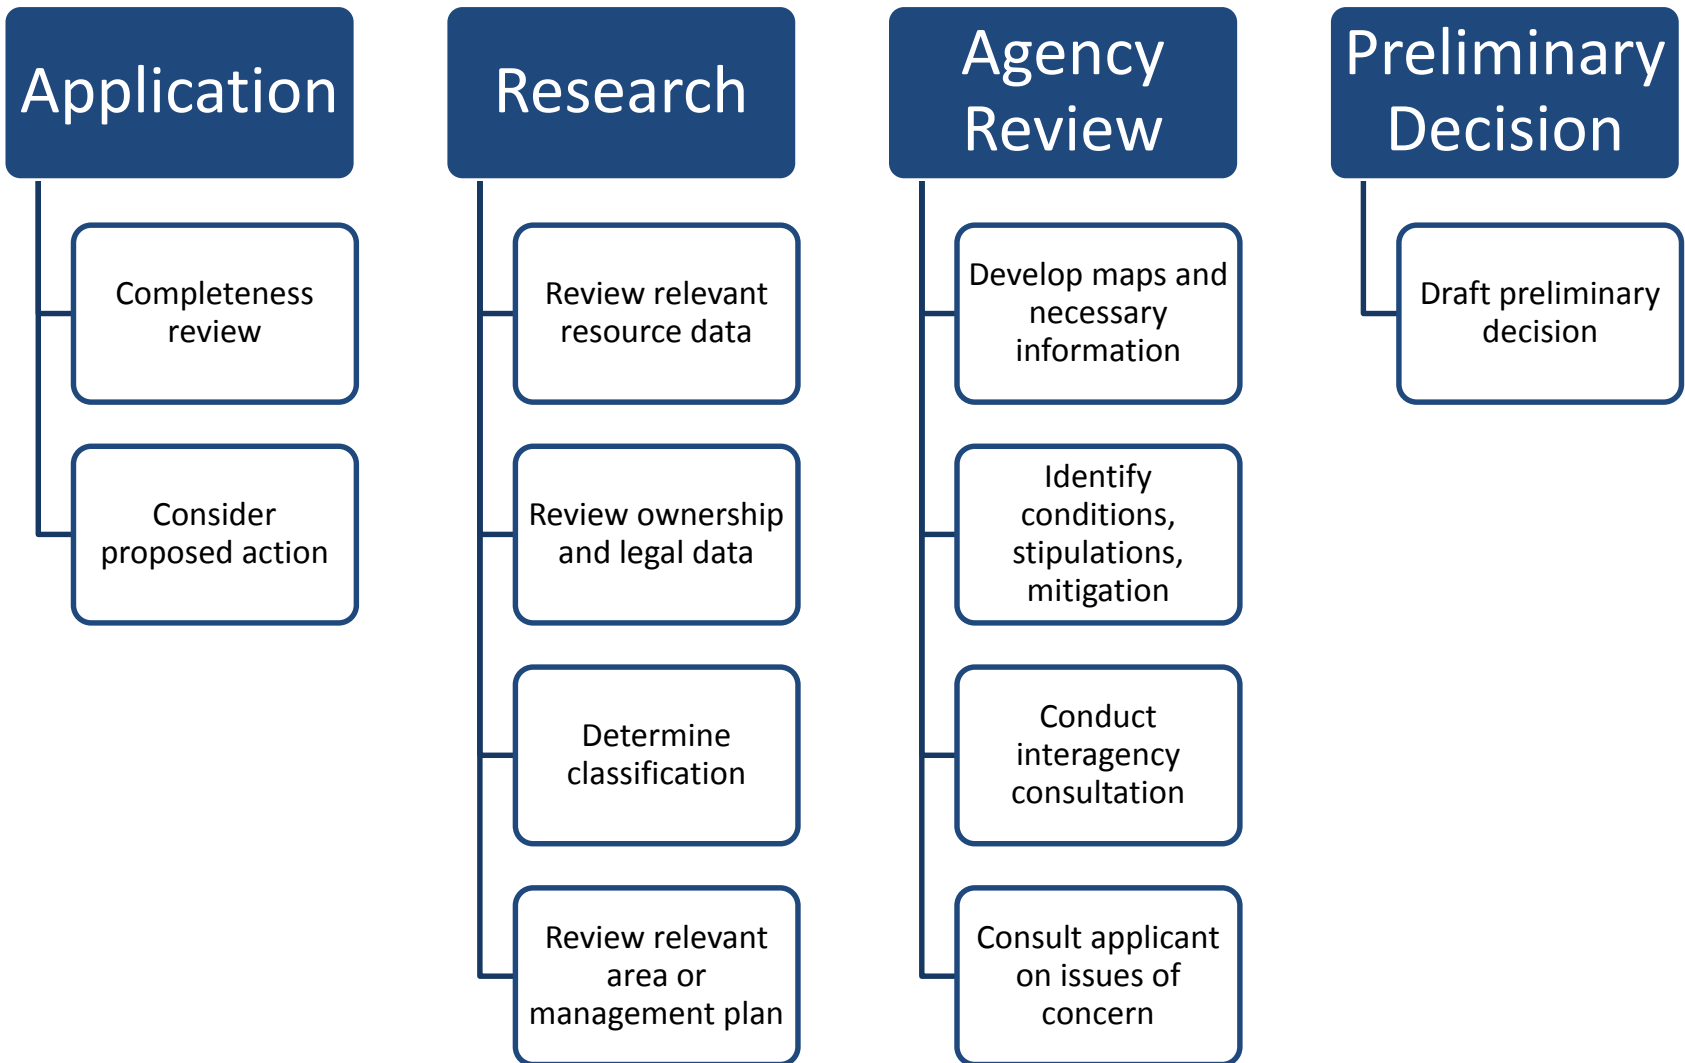 Application
Completeness
review
Consider
proposed action
Research
Review relevant
resource data
Review ownership
and legal data
Determine
classification
Review relevant
area or
management plan
Agency
Review
Develop maps and
necessary
information
Identify
conditions,
stipulations,
mitigation
Conduct
interagency
consultation
Consult applicant
on issues of
concern
Preliminary
Decision
Draft preliminary
decision